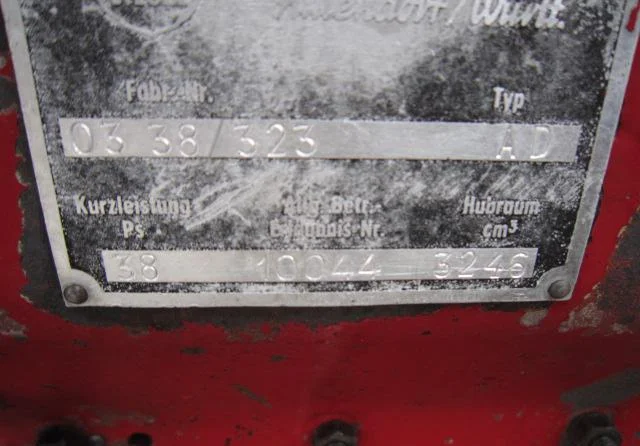 Fabr.-Nr. Typ
03 38/323 AD
Kurzleistung Allg. Betr.- Hubraum
Ps Erlaubnis-Nr. cm³
38 10044 3246